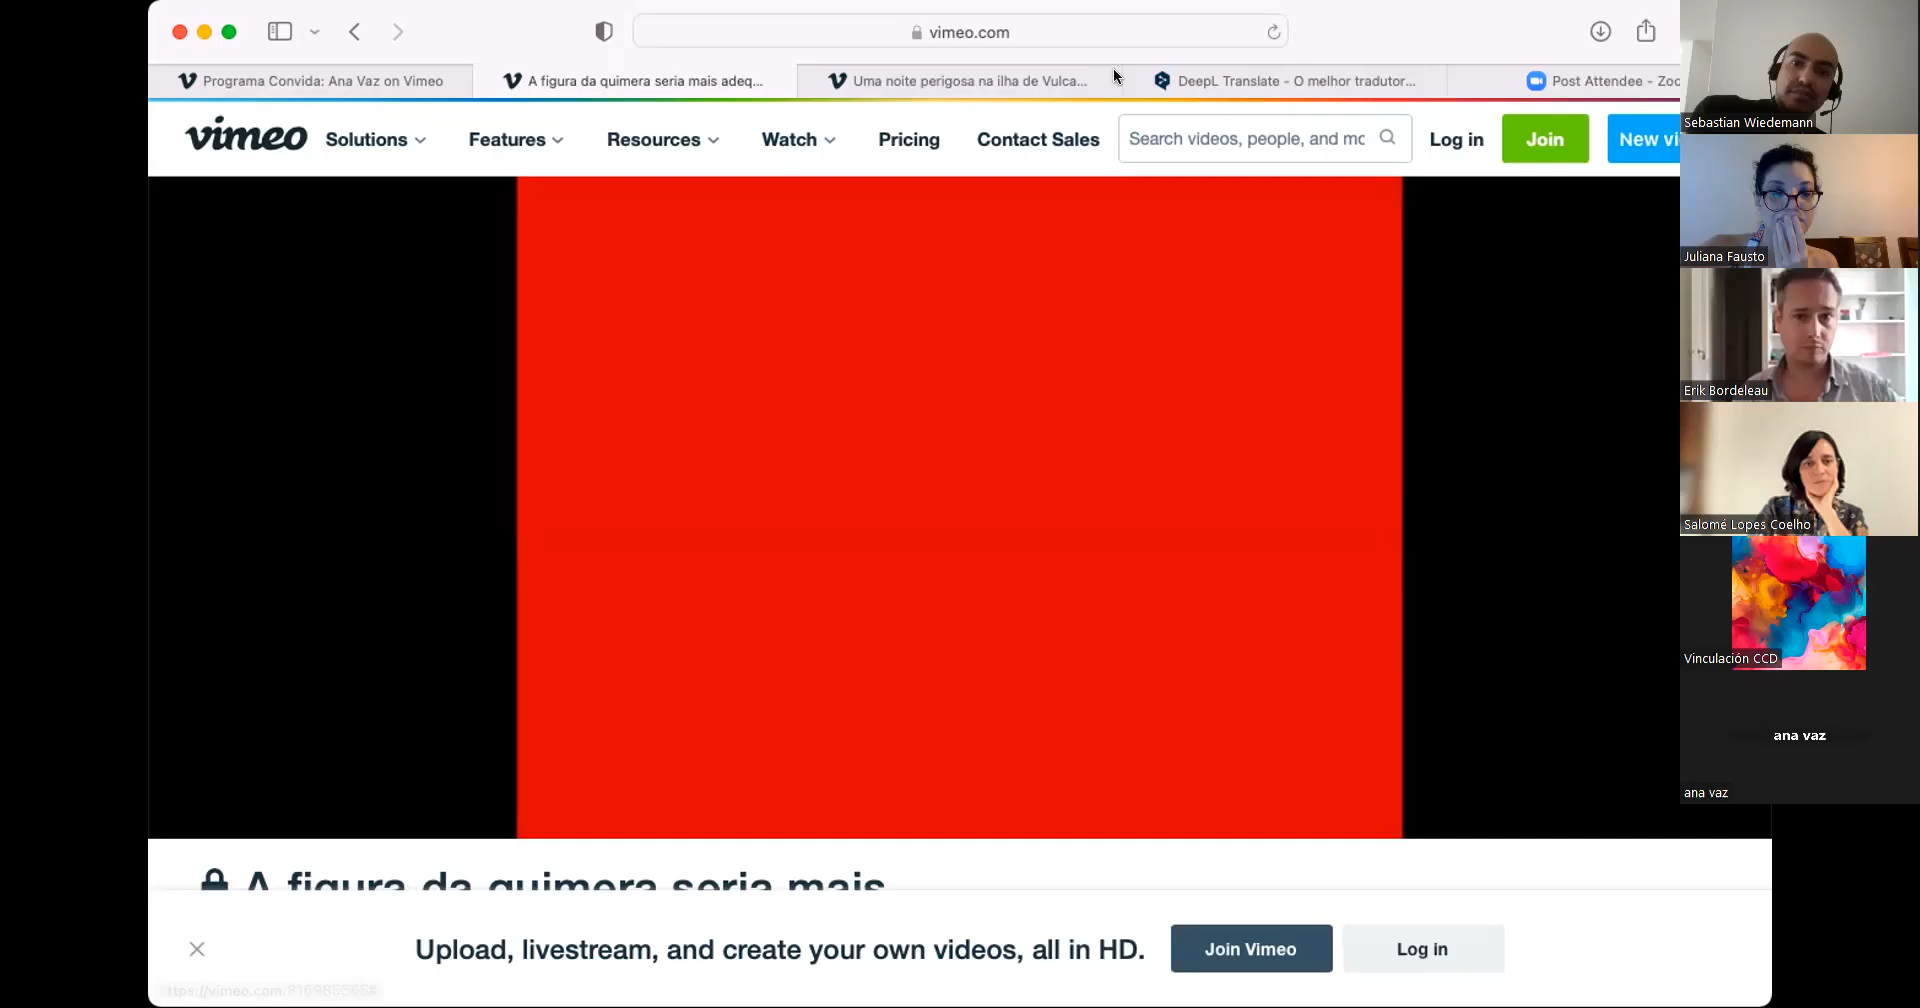 vimeo.com
Programa Convida: Ana Vaz on Vimeo
A figura da quimera seria mais adeq...
Uma noite perigosa na ilha de Vulca...
DeepL Translate - O melhor tradutor...
Post Attendee - Zoo
vimeo
Solutions
Features
Resources
Watch
Pricing
Contact Sales
Search videos, people, and mo
Log in
Join
New vi
Sebastian Wiedemann
Juliana Fausto
Erik Bordeleau
Salomé Lopes Coelho
Vinculación CCD
ana vaz
ana vaz
A figura da quimera seria mais
Upload, livestream, and create your own videos, all in HD.
Join Vimeo
Log in